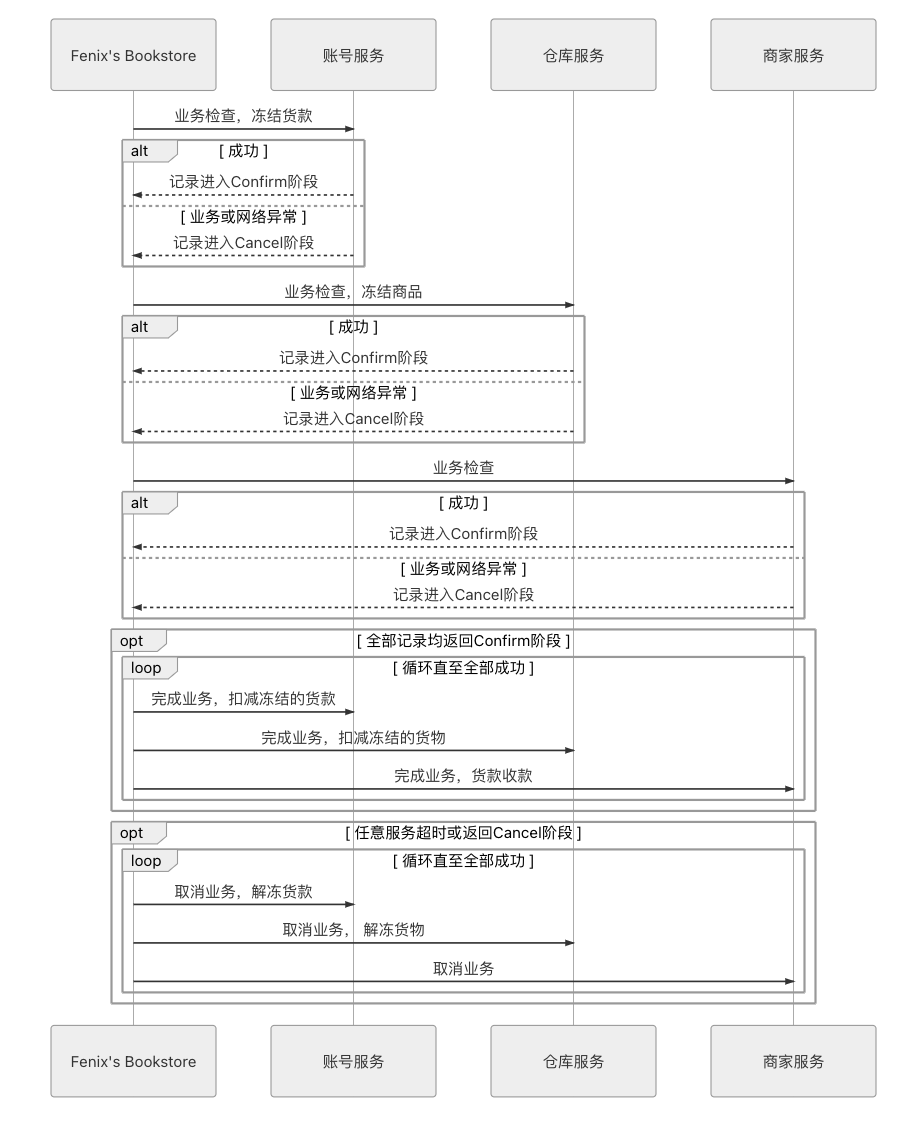 Fenix's Bookstore
账号服务
仓库服务
商家服务
业务检查，冻结货款
alt
[ 成功 ]
记录进入Confirm阶段
[ 业务或网络异常 ]
记录进入Cancel阶段
业务检查，冻结商品
alt
[ 成功 ]
记录进入Confirm阶段
[ 业务或网络异常 ]
记录进入Cancel阶段
业务检查
alt
[ 成功 ]
记录进入Confirm阶段
[ 业务或网络异常 ]
记录进入Cancel阶段
opt
[ 全部记录均返回Confirm阶段 ]
loop
[ 循环直至全部成功 ]
完成业务，扣减冻结的货款
完成业务，扣减冻结的货物
完成业务，货款收款
opt
[ 任意服务超时或返回Cancel阶段 ]
loop
[ 循环直至全部成功 ]
取消业务，解冻货款
取消业务， 解冻货物
取消业务
Fenix's Bookstore
账号服务
仓库服务
商家服务